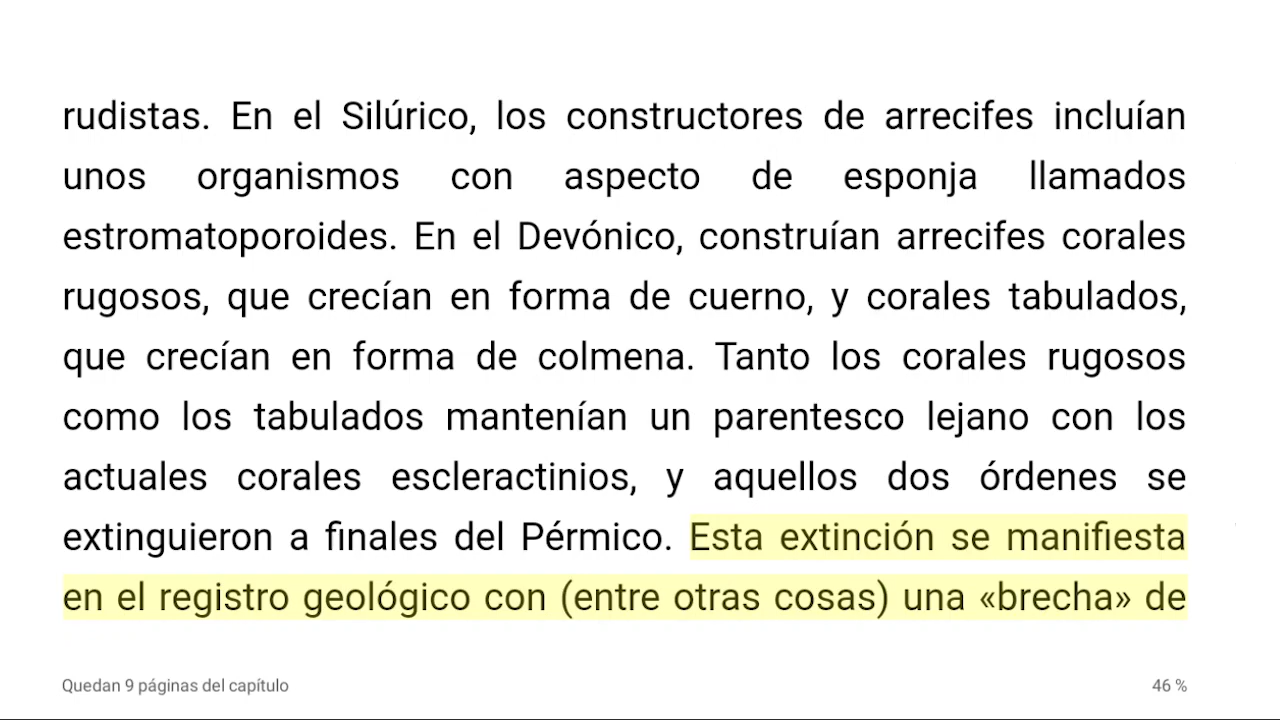 rudistas. En el Silúrico, los constructores de arrecifes incluían
unos organismos con aspecto de esponja llamados
estromatoporoides. En el Devónico, construían arrecifes corales
rugosos, que crecían en forma de cuerno, y corales tabulados,
que crecían en forma de colmena. Tanto los corales rugosos
como los tabulados mantenían un parentesco lejano con los
actuales corales escleractinios, y aquellos dos órdenes se
extinguieron a finales del Pérmico. Esta extinción se manifiesta
en el registro geológico con (entre otras cosas) una «brecha» de
Quedan 9 páginas del capítulo
46 %